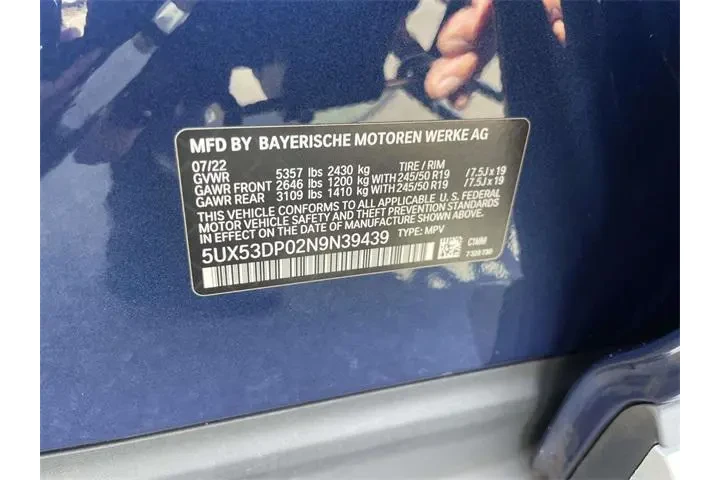 MFD BY BAYERISCHE MOTOREN WERKE AG
07/22
GVWR 5357 lbs 2430 kg TIRE / RIM
GAWR FRONT 2646 lbs 1200 kg WITH 245/50 R19 /7.5J x 19
GAWR REAR 3109 lbs 1410 kg WITH 245/50 R19 /7.5J x 19
THIS VEHICLE CONFORMS TO ALL APPLICABLE U.S. FEDERAL
MOTOR VEHICLE SAFETY AND THEFT PREVENTION STANDARDS
IN EFFECT ON THE DATE OF MANUFACTURE SHOWN ABOVE.
5UX53DP02N9N39439 TYPE: MPV